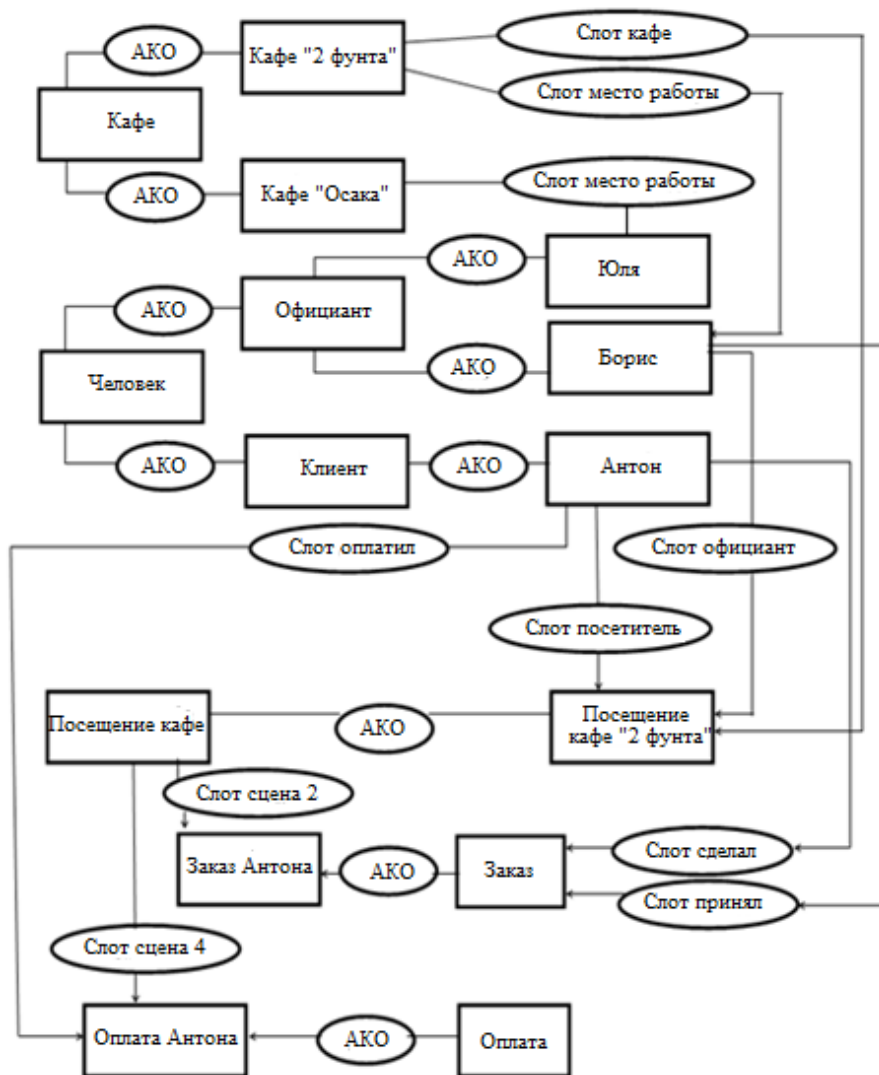 АКО
Кафе "2 фунта"
Слот кафе
Слот место работы
Кафе
АКО
Кафе "Осака"
Слот место работы
АКО
Юля
АКО
Официант
Борис
АКО
Человек
АКО
Клиент
АКО
Антон
Слот оплатил
Слот официант
Слот посетитель
Посещение кафе
АКО
Посещение
кафе "2 фунта"
Слот сцена 2
Слот сделал
Заказ Антона
АКО
Заказ
Слот принял
Слот сцена 4
Оплата Антона
АКО
Оплата